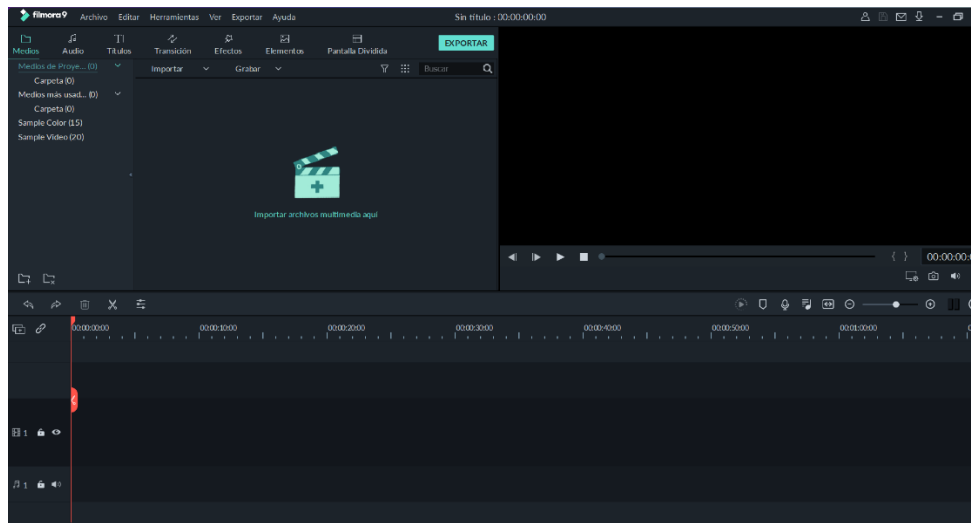 filmora9 Archivo Editar Herramientas Ver Exportar Ayuda Sin título : 00:00:00:00
Medios Audio Títulos Transición Efectos Elementos Pantalla Dividida EXPORTAR
Medios de Proye... (0) Importar Grabar Buscar
Carpeta (0)
Medios más usad... (0)
Carpeta (0)
Sample Color (15)
Sample Video (20)
Importar archivos multimedia aquí
{ } 00:00:00:
00:00:00:00 00:00:10:00 00:00:20:00 00:00:30:00 00:00:40:00 00:00:50:00 00:01:00:00
1
1